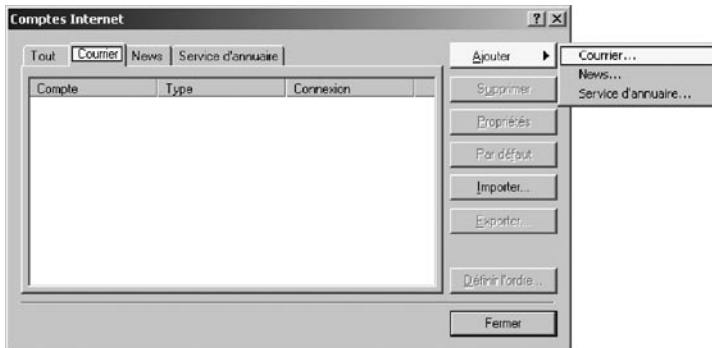 Comptes Internet
Tout Courrier News Service d'annuaire
Compte Type Connexion
Ajouter
Supprimer
Propriétés
Par défaut
Importer...
Exporter...
Définir l'ordre...
Fermer
Courrier...
News...
Service d'annuaire...